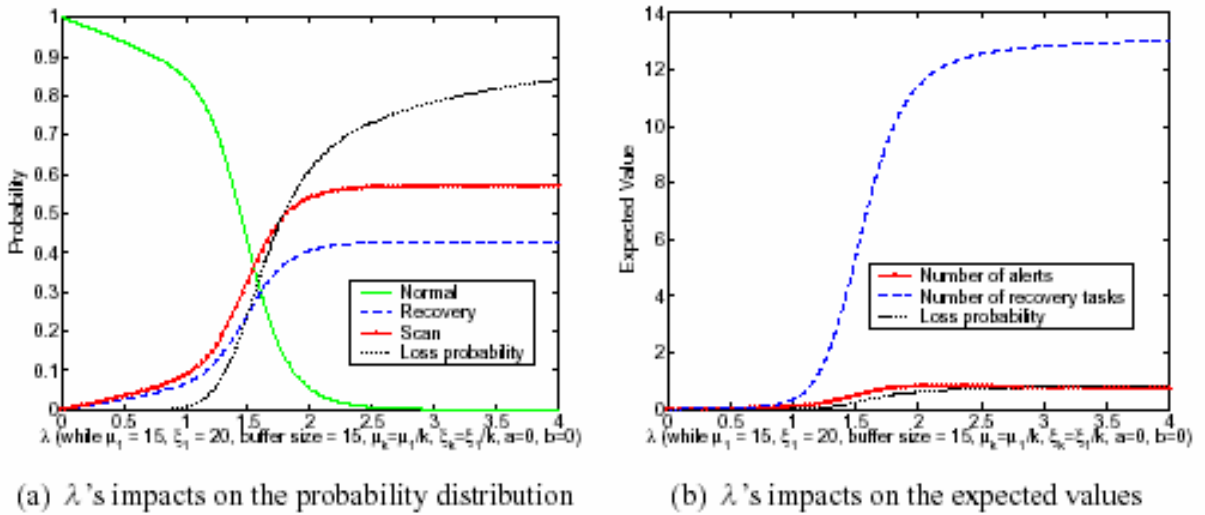 1
0.9
0.8
0.7
0.6
0.5
0.4
0.3
0.2
0.1
0
Probability
Normal
Recovery
Scan
Loss probability
0 0.5 1 1.5 2 2.5 3 3.5 4
λ (while μ₁ = 15, ξ₁ = 20, buffer size = 15, μₖ=μ₁/k, ξₖ=ξ₁/k, a=0, b=0)
(a) λ's impacts on the probability distribution
14
12
10
8
6
4
2
0
Expected Value
Number of alerts
Number of recovery tasks
Loss probability
0 0.5 1 1.5 2 2.5 3 3.5 4
λ (while μ₁ = 15, ξ₁ = 20, buffer size = 15, μₖ=μ₁/k, ξₖ=ξ₁/k, a=0, b=0)
(b) λ's impacts on the expected values